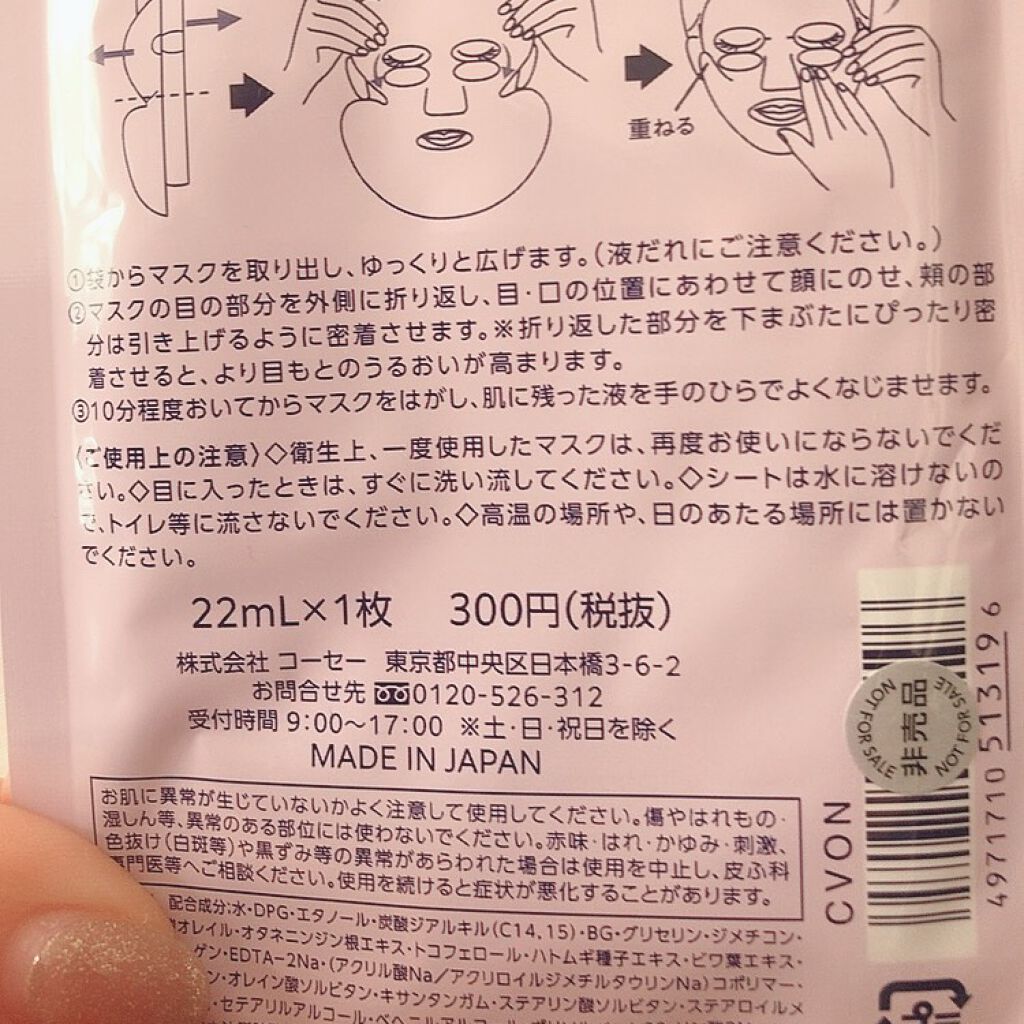 重ねる
①袋からマスクを取り出し、ゆっくりと広げます。(液だれにご注意ください。)
②マスクの目の部分を外側に折り返し、目・口の位置にあわせて顔にのせ、頬の部
分は引き上げるように密着させます。※折り返した部分を下まぶたにぴったり密
着させると、より目もとのうるおいが高まります。
③10分程度おいてからマスクをはがし、肌に残った液を手のひらでよくなじませます。
〈ご使用上の注意〉◇衛生上、一度使用したマスクは、再度お使いにならないでくだ
さい。◇目に入ったときは、すぐに洗い流してください。◇シートは水に溶けないの
で、トイレ等に流さないでください。◇高温の場所や、日のあたる場所には置かない
でください。
22mL×1枚 300円(税抜)
株式会社 コーセー 東京都中央区日本橋3-6-2
お問合せ先 0120-526-312
受付時間 9:00〜17:00 ※土・日・祝日を除く
MADE IN JAPAN
お肌に異常が生じていないかよく注意して使用してください。傷やはれもの・
湿しん等、異常のある部位には使わないでください。赤味・はれ・かゆみ・刺激、
色抜け(白斑等)や黒ずみ等の異常があらわれた場合は使用を中止し、皮ふ科
専門医等へご相談ください。使用を続けると症状が悪化することがあります。
配合成分;水・DPG・エタノール・炭酸ジアルキル(C14,15)・BG・グリセリン・ジメチコン・
オレイル・オタネニンジン根エキス・トコフェロール・ハトムギ種子エキス・ビワ葉エキス・
ゲン・EDTA-2Na・(アクリル酸Na/アクリロイルジメチルタウリンNa)コポリマー・
ン・オレイン酸ソルビタン・キサンタンガム・ステアリン酸ソルビタン・ステアロイルメ
・セテアリルアルコール・ベヘニルアルコール
CVON
NOT FOR SALE
非売品
NOT FOR SALE
4971710513196